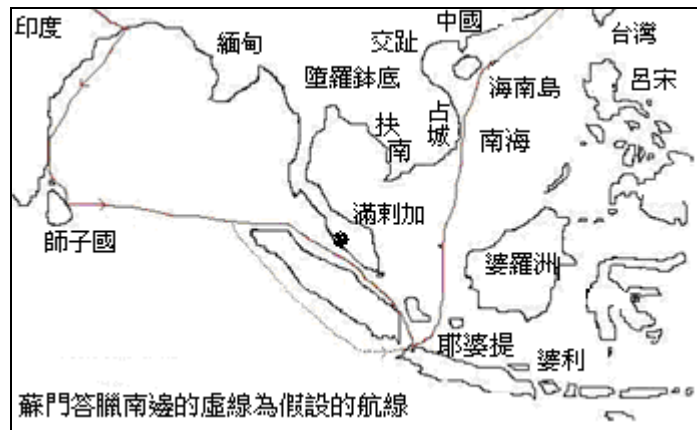 印度
緬甸
中國
交趾
台灣
墮羅鉢底
海南島
呂宋
占城
扶南
南海
滿剌加
師子國
婆羅洲
耶婆提
婆利
蘇門答臘南邊的虛線為假設的航線